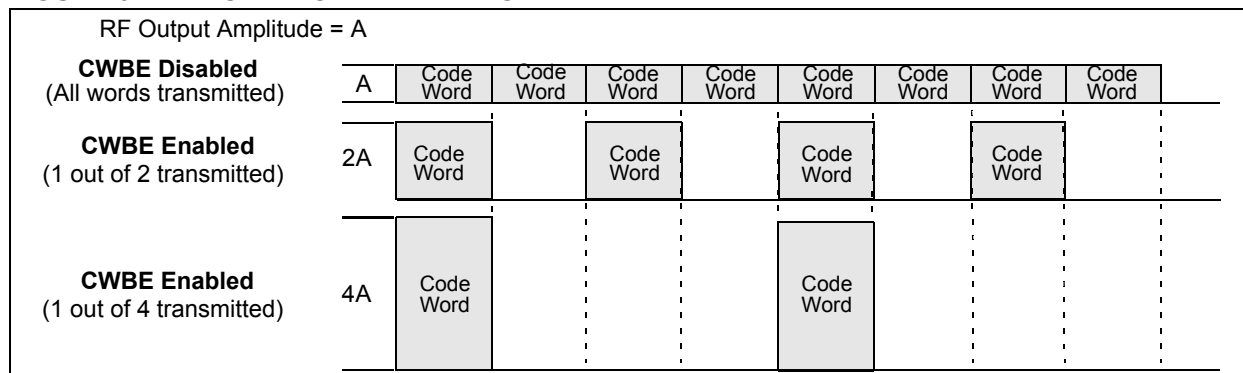 RF Output Amplitude = A
CWBE Disabled
(All words transmitted)
A
Code Word
Code Word
Code Word
Code Word
Code Word
Code Word
Code Word
Code Word
CWBE Enabled
(1 out of 2 transmitted)
2A
Code Word
Code Word
Code Word
Code Word
CWBE Enabled
(1 out of 4 transmitted)
4A
Code Word
Code Word